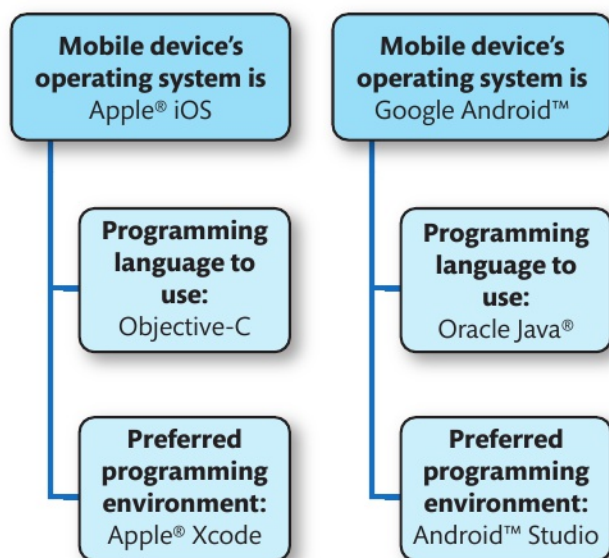 Mobile device's
operating system is
Apple® iOS
Programming
language to
use:
Objective-C
Preferred
programming
environment:
Apple® Xcode
Mobile device's
operating system is
Google Android™
Programming
language to
use:
Oracle Java®
Preferred
programming
environment:
Android™ Studio